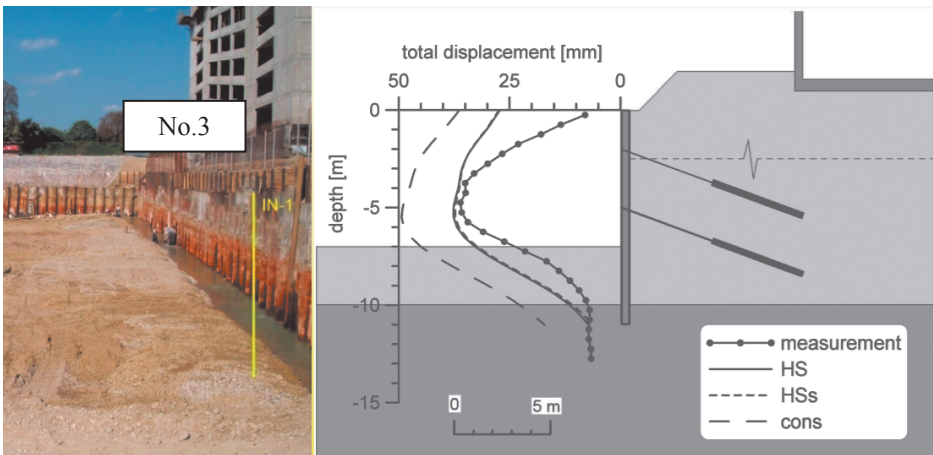 No.3
IN-1
total displacement [mm]
50 25 0
0
-5
-10
-15
depth [m]
0 5 m
measurement
HS
HSs
cons